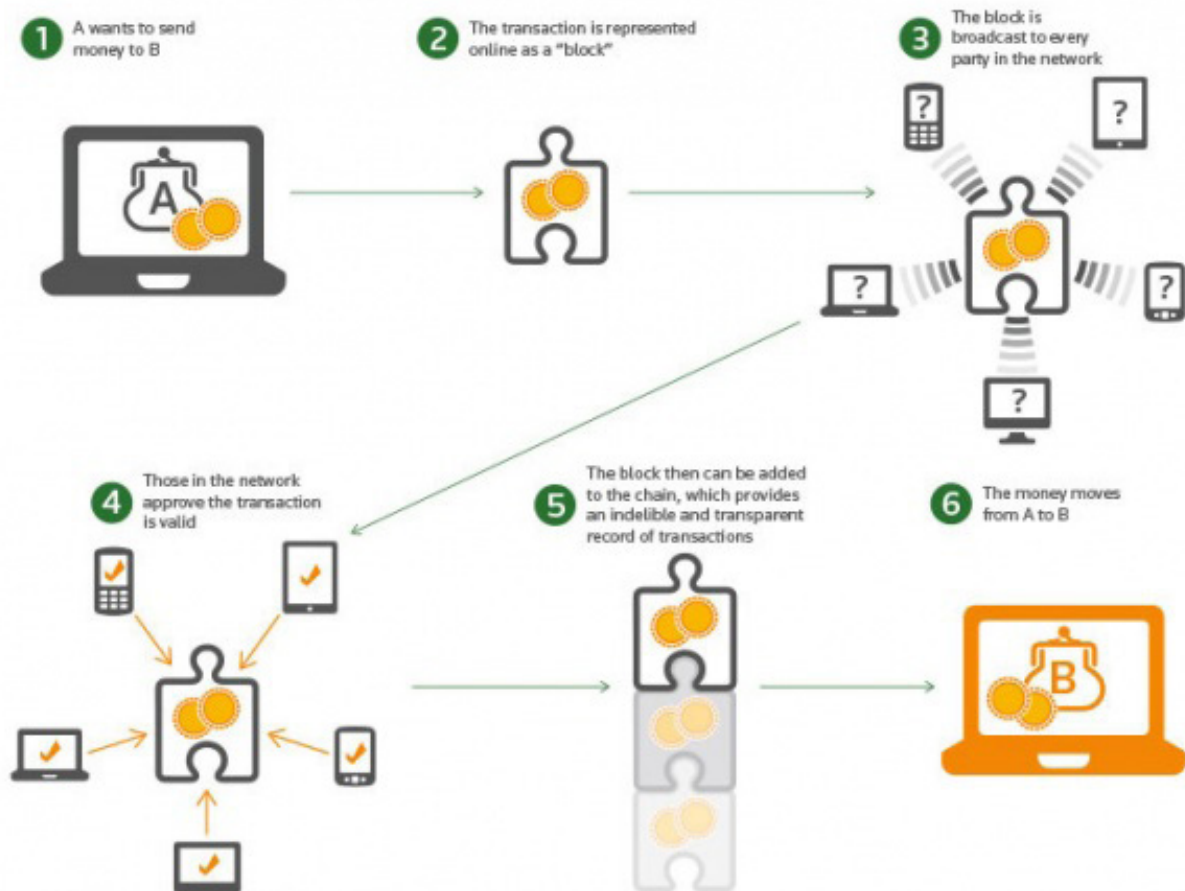 1
A wants to send
money to B
A
2
The transaction is represented
online as a “block”
3
The block is
broadcast to every
party in the network
?
?
?
?
?
4
Those in the network
approve the transaction
is valid
5
The block then can be added
to the chain, which provides
an indelible and transparent
record of transactions
6
The money moves
from A to B
B